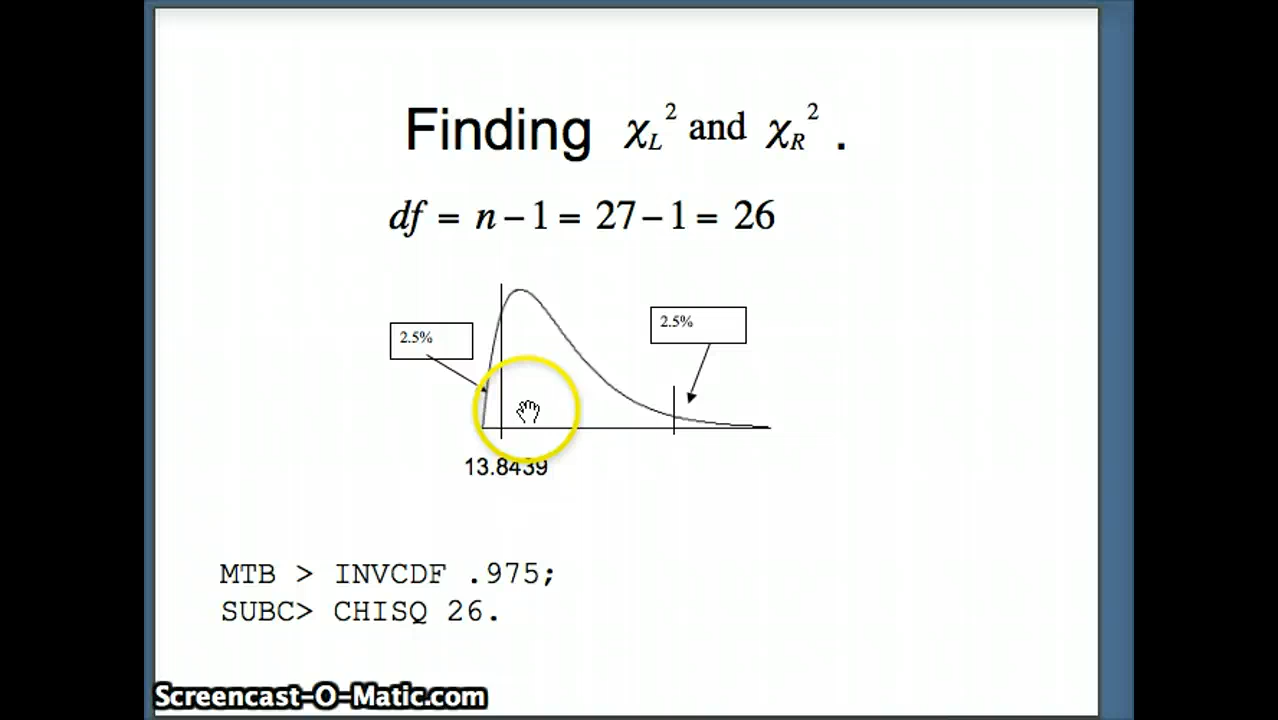 Finding χL² and χR² .
df = n − 1 = 27 − 1 = 26
2.5%
2.5%
13.8439
MTB > INVCDF .975;
SUBC> CHISQ 26.
Screencast-O-Matic.com